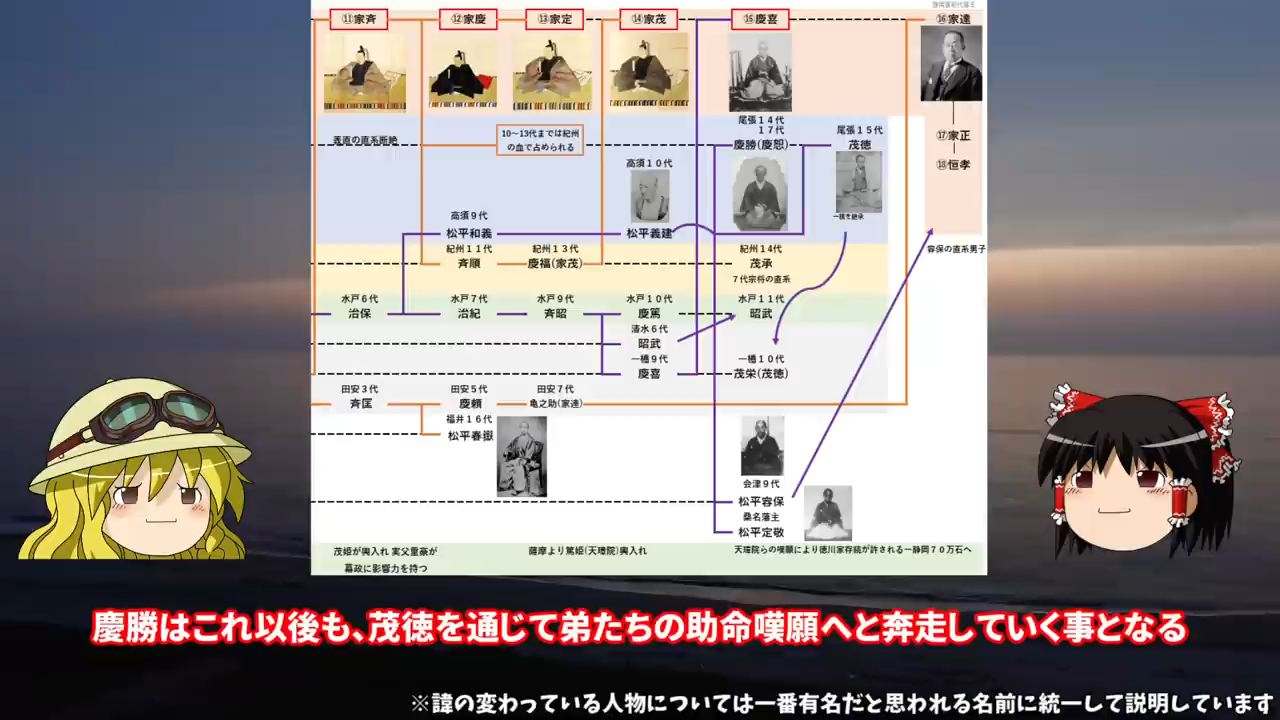 静岡藩初代藩主
⑪家斉
⑫家慶
⑬家定
⑭家茂
⑮慶喜
⑯家達
⑰家正
⑱恒孝
義直の直系断絶
10～13代までは紀州
の血で占められる
尾張１４代
１７代
慶勝(慶恕)
尾張１５代
茂徳
一橋を継承
高須１０代
松平義建
高須９代
松平和義
紀州１１代
斉順
紀州１３代
慶福(家茂)
紀州14代
茂承
７代宗将の直系
容保の直系男子
水戸６代
治保
水戸７代
治紀
水戸９代
斉昭
水戸１０代
慶篤
水戸１１代
昭武
清水６代
昭武
一橋９代
慶喜
一橋１０代
茂栄(茂徳)
田安３代
斉匡
田安５代
慶頼
田安７代
亀之助(家達)
福井１６代
松平春嶽
会津９代
松平容保
桑名藩主
松平定敬
茂姫が輿入れ 実父重豪が
幕政に影響力を持つ
薩摩より篤姫(天璋院)輿入れ
天璋院らの嘆願により徳川家存続が許される→静岡７０万石へ
慶勝はこれ以後も、茂徳を通じて弟たちの助命嘆願へと奔走していく事となる
※諱の変わっている人物については一番有名だと思われる名前に統一して説明しています